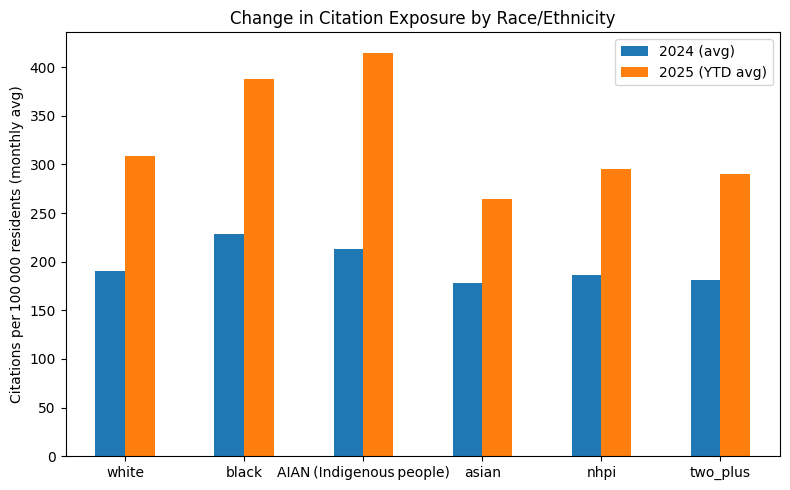 Change in Citation Exposure by Race/Ethnicity
2024 (avg)
2025 (YTD avg)
Citations per 100 000 residents (monthly avg)
400
350
300
250
200
150
100
50
0
white
black
AIAN (Indigenous people)
asian
nhpi
two_plus